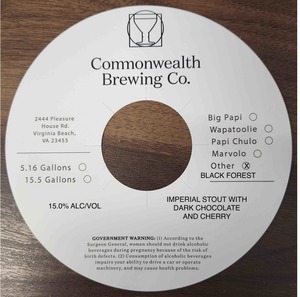 Commonwealth
Brewing Co.
2444 Pleasure
House Rd.
Virginia Beach,
VA 23455
Big Papi
Wapatoolie
Papi Chulo
Marvolo
Other X
BLACK FOREST
5.16 Gallons
15.5 Gallons
15.0% ALC/VOL
IMPERIAL STOUT WITH
DARK CHOCOLATE
AND CHERRY
GOVERNMENT WARNING: (1) According to the
Surgeon General, women should not drink alcoholic
beverages during pregnancy because of the risk of
birth defects. (2) Consumption of alcoholic beverages
impairs your ability to drive a car or operate
machinery, and may cause health problems.